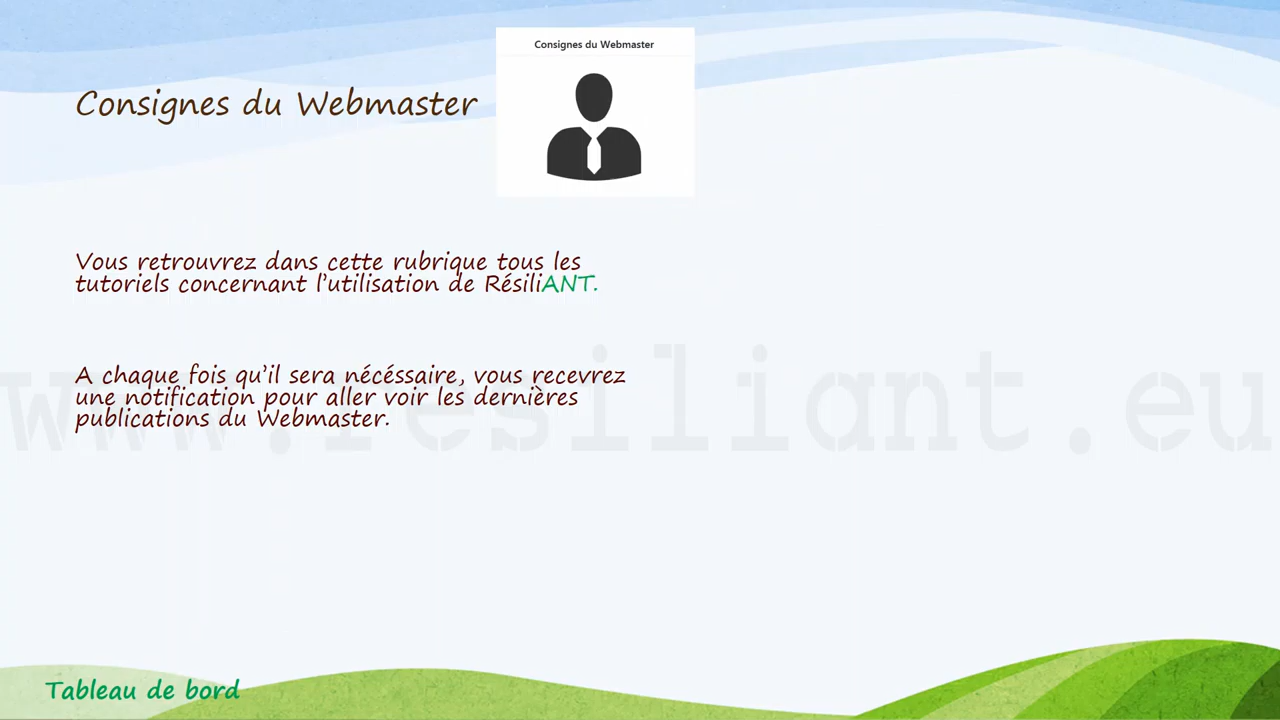 Consignes du Webmaster
Consignes du Webmaster
Vous retrouvrez dans cette rubrique tous les
tutoriels concernant l'utilisation de RésiliANT.
A chaque fois qu'il sera nécéssaire, vous recevrez
une notification pour aller voir les dernières
publications du Webmaster.
www.resiliant.eu
Tableau de bord